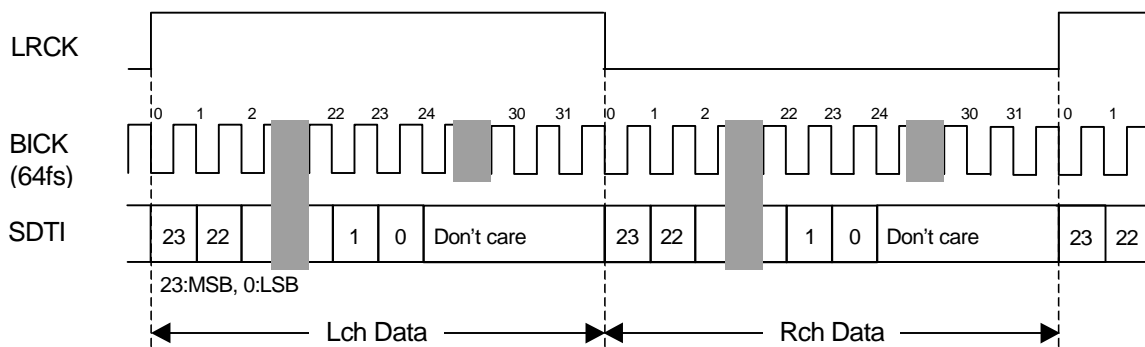 LRCK
0 1 2 22 23 24 30 31 0 1 2 22 23 24 30 31 0 1
BICK
(64fs)
SDTI 23 22 1 0 Don't care 23 22 1 0 Don't care 23 22
23:MSB, 0:LSB
Lch Data Rch Data